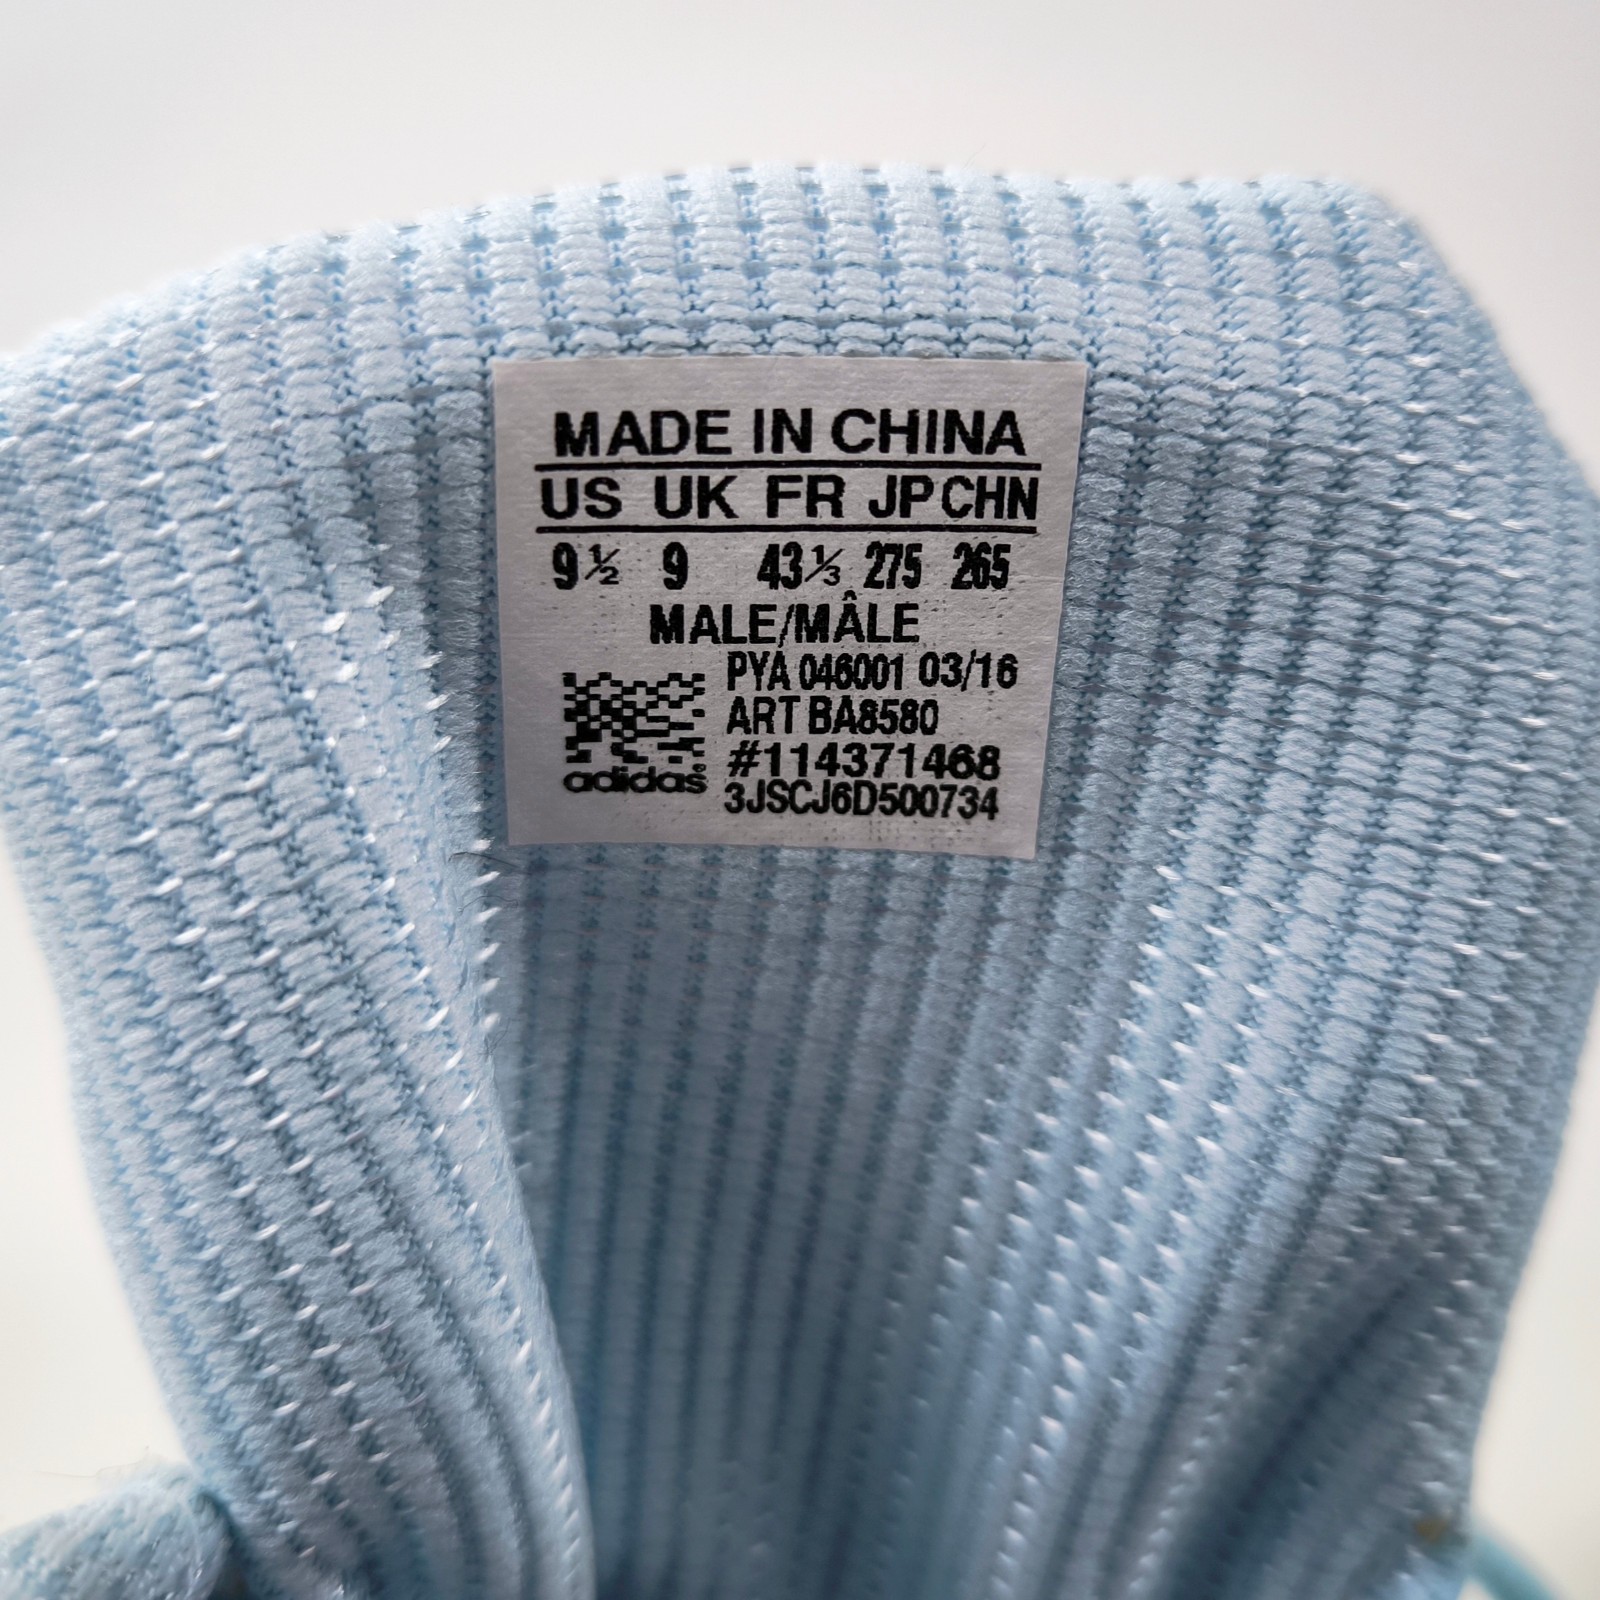 MADE IN CHINA
US UK FR JP CHN
9½ 9 43⅓ 275 265
MALE/MÂLE
PYA 046001 03/16
ART BA8580
#114371468
adidas®
3JSCJ6D500734